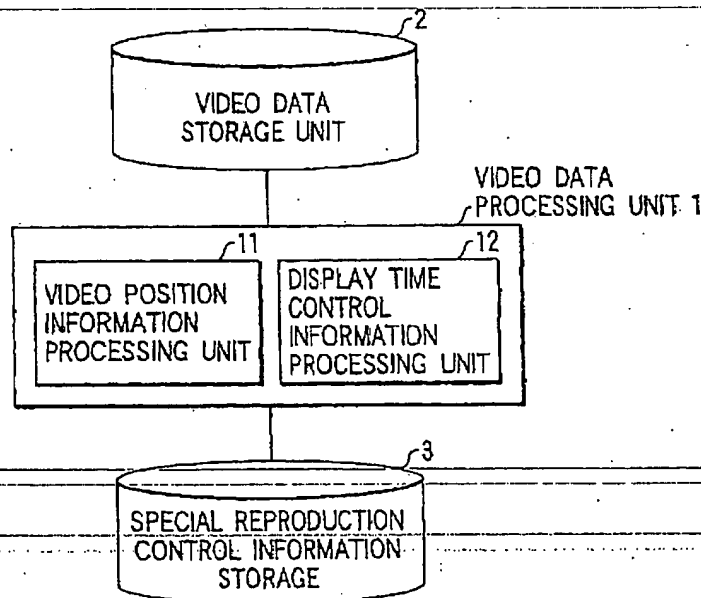 2
VIDEO DATA
STORAGE UNIT
VIDEO DATA
PROCESSING UNIT 1
11
VIDEO POSITION
INFORMATION
PROCESSING UNIT
12
DISPLAY TIME
CONTROL
INFORMATION
PROCESSING UNIT
3
SPECIAL REPRODUCTION
CONTROL INFORMATION
STORAGE